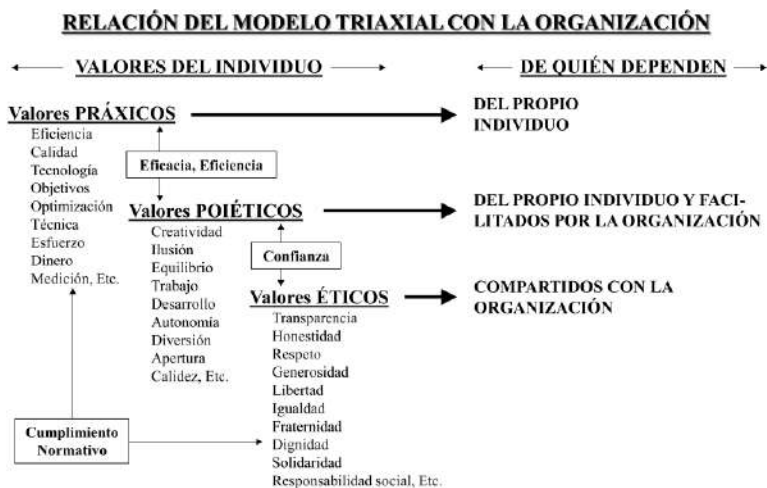 RELACIÓN DEL MODELO TRIAXIAL CON LA ORGANIZACIÓN
VALORES DEL INDIVIDUO
DE QUIÉN DEPENDEN
Valores PRÁXICOS
Eficiencia
Calidad
Tecnología
Objetivos
Optimización
Técnica
Esfuerzo
Dinero
Medición, Etc.
DEL PROPIO
INDIVIDUO
Eficacia, Eficiencia
Valores POIÉTICOS
Creatividad
Ilusión
Equilibrio
Trabajo
Desarrollo
Autonomía
Diversión
Apertura
Calidez, Etc.
DEL PROPIO INDIVIDUO Y FACI-
LITADOS POR LA ORGANIZACIÓN
Confianza
Valores ÉTICOS
Transparencia
Honestidad
Respeto
Generosidad
Libertad
Igualdad
Fraternidad
Dignidad
Solidaridad
Responsabilidad social, Etc.
COMPARTIDOS CON LA
ORGANIZACIÓN
Cumplimiento
Normativo